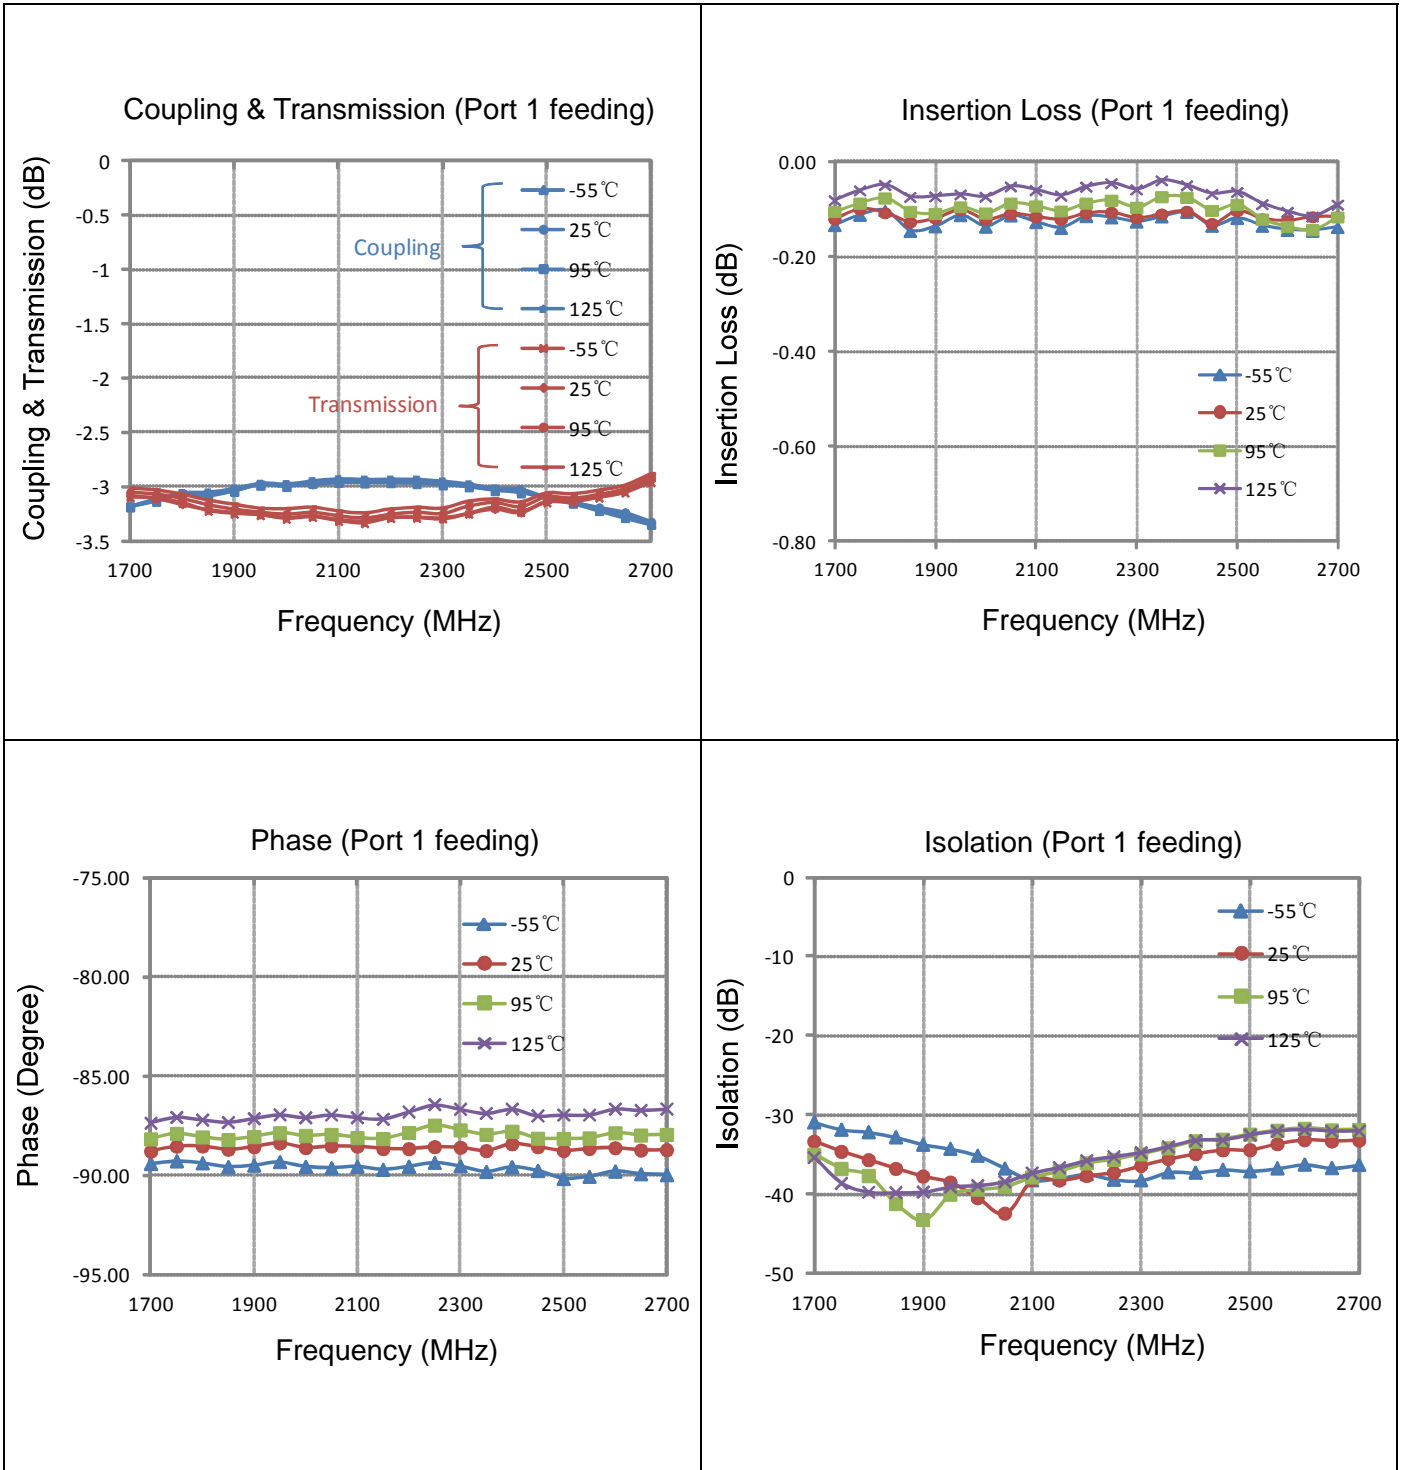 Coupling & Transmission (Port 1 feeding)
Coupling & Transmission (dB)
0
-0.5
-1
-1.5
-2
-2.5
-3
-3.5
Coupling
-55℃
25℃
95℃
125℃
Transmission
-55℃
25℃
95℃
125℃
1700 1900 2100 2300 2500 2700
Frequency (MHz)
Insertion Loss (Port 1 feeding)
Insertion Loss (dB)
0.00
-0.20
-0.40
-0.60
-0.80
-55℃
25℃
95℃
125℃
1700 1900 2100 2300 2500 2700
Frequency (MHz)
Phase (Port 1 feeding)
Phase (Degree)
-75.00
-80.00
-85.00
-90.00
-95.00
-55℃
25℃
95℃
125℃
1700 1900 2100 2300 2500 2700
Frequency (MHz)
Isolation (Port 1 feeding)
Isolation (dB)
0
-10
-20
-30
-40
-50
-55℃
25℃
95℃
125℃
1700 1900 2100 2300 2500 2700
Frequency (MHz)